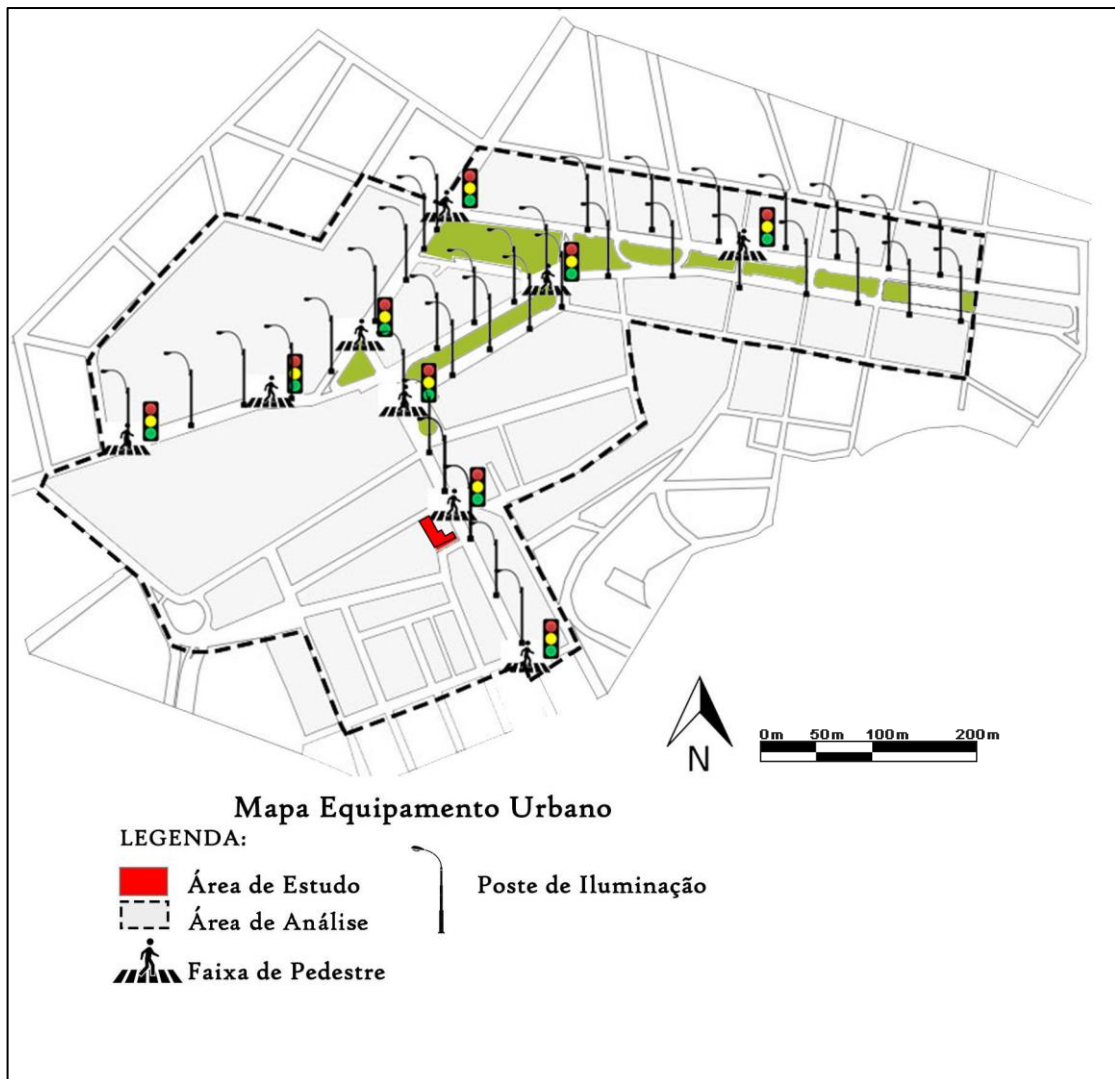 N
0m 50m 100m 200m
Mapa Equipamento Urbano
LEGENDA:
Área de Estudo
Poste de Iluminação
Área de Análise
Faixa de Pedestre